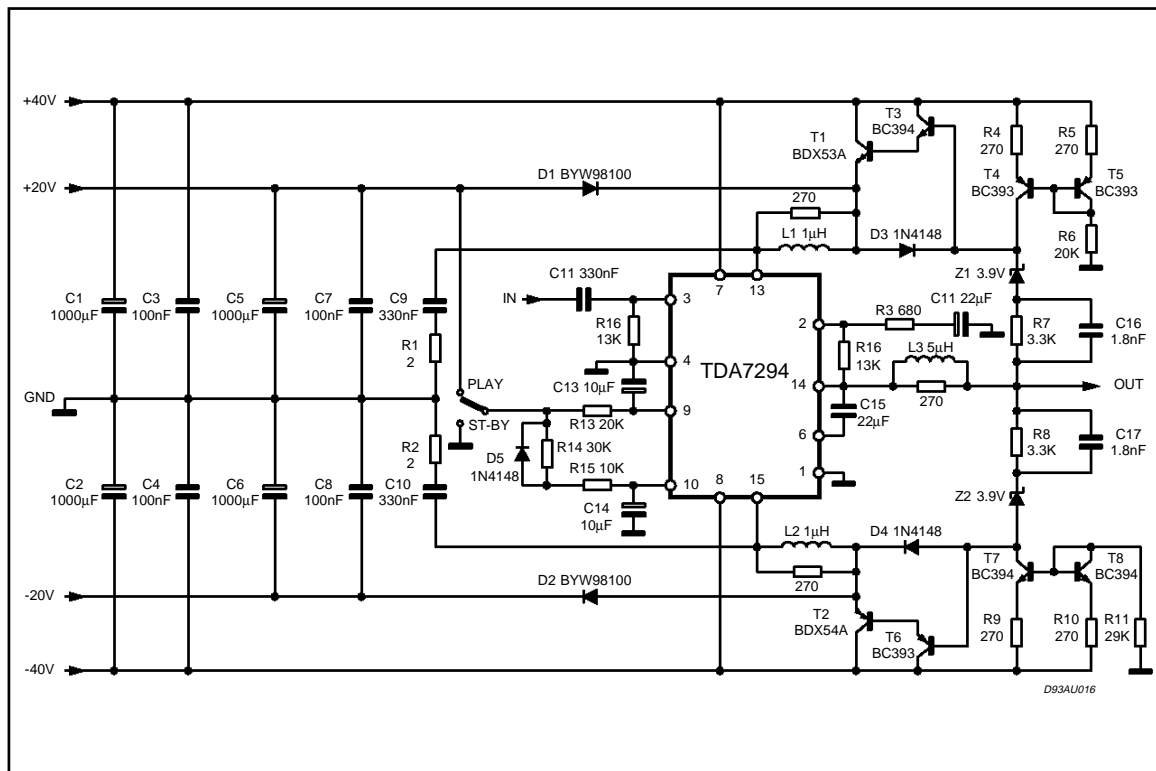 +40V
+20V
GND
-20V
-40V
C1
1000µF
C3
100nF
C5
1000µF
C7
100nF
C9
330nF
R1
2
C2
1000µF
C4
100nF
C6
1000µF
C8
100nF
R2
2
C10
330nF
PLAY
ST-BY
D1 BYW98100
D2 BYW98100
IN
C11 330nF
R16
13K
C13 10µF
R13 20K
R14 30K
D5
1N4148
R15 10K
C14
10µF
TDA7294
3
4
9
10
7
13
8
15
2
14
6
1
T1
BDX53A
T3
BC394
270
L1 1µH
D3 1N4148
R4
270
R5
270
T4
BC393
T5
BC393
R6
20K
Z1 3.9V
R3 680
C11 22µF
R16
13K
L3 5µH
270
C15
22µF
R7
3.3K
C16
1.8nF
OUT
R8
3.3K
C17
1.8nF
Z2 3.9V
L2 1µH
D4 1N4148
270
T2
BDX54A
T6
BC393
T7
BC394
T8
BC394
R9
270
R10
270
R11
29K
D93AU016